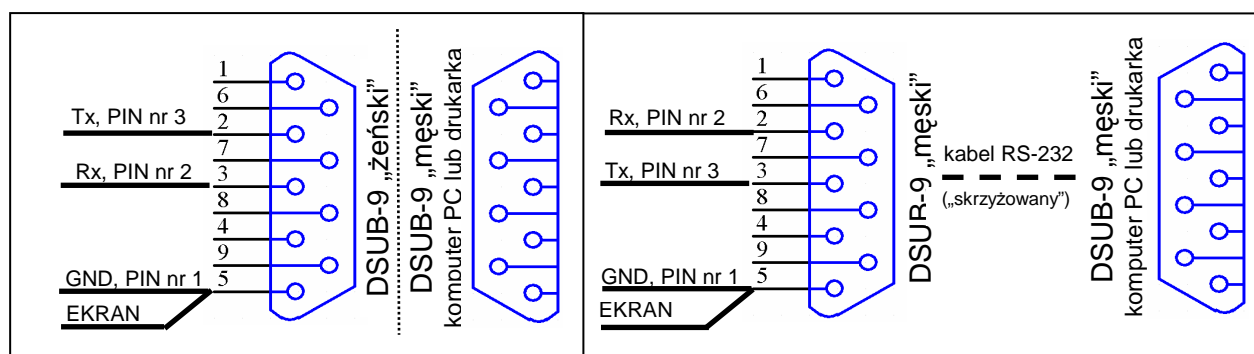 1
6
Tx, PIN nr 3
2
7
Rx, PIN nr 2
3
8
4
9
GND, PIN nr 1
5
EKRAN
DSUB-9 „żeński”
DSUB-9 „męski”
komputer PC lub drukarka
1
6
Rx, PIN nr 2
2
7
Tx, PIN nr 3
3
8
4
9
GND, PIN nr 1
5
EKRAN
DSUR-9 „męski”
kabel RS-232
(„skrzyżowany”)
DSUB-9 „męski”
komputer PC lub drukarka